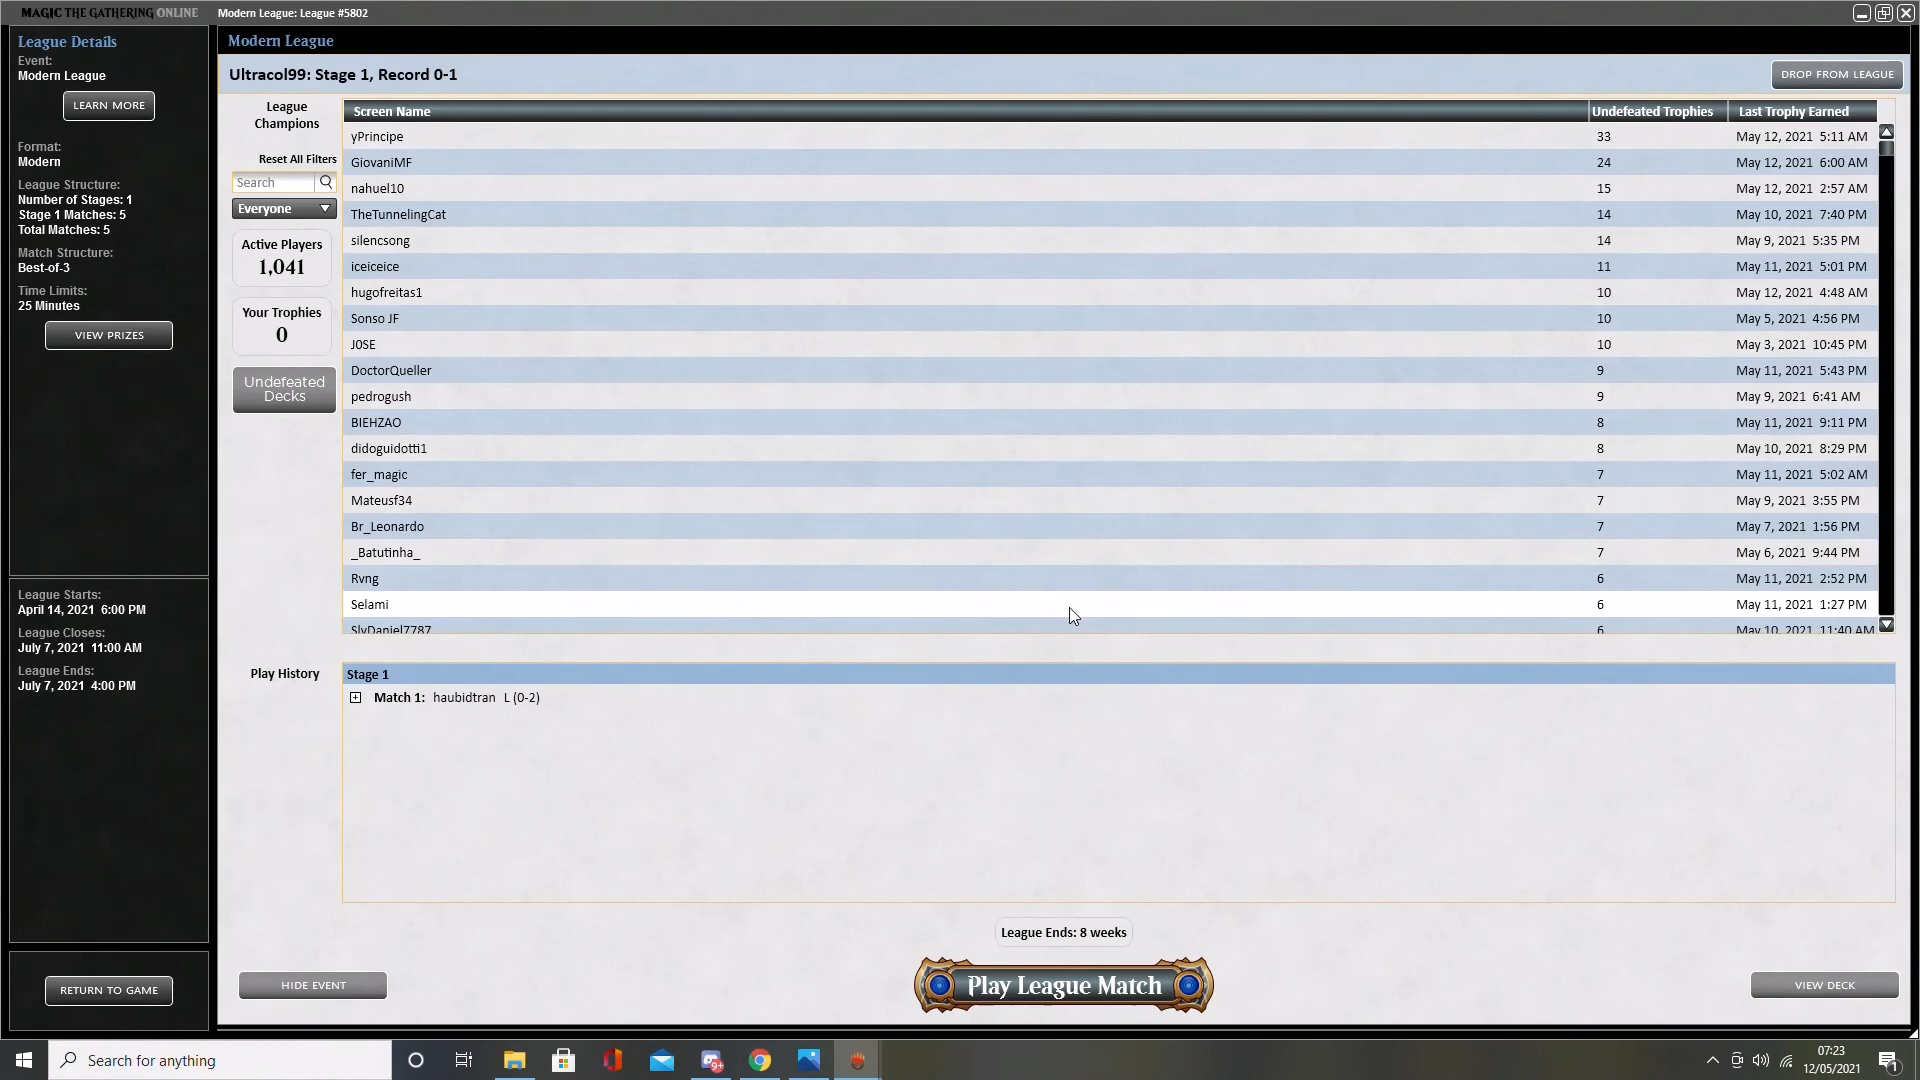 MAGIC THE GATHERING ONLINE
Modern League: League #5802
League Details
Event:
Modern League
LEARN MORE
Format:
Modern
League Structure:
Number of Stages: 1
Stage 1 Matches: 5
Total Matches: 5
Match Structure:
Best-of-3
Time Limits:
25 Minutes
VIEW PRIZES
League Starts:
April 14, 2021 6:00 PM
League Closes:
July 7, 2021 11:00 AM
League Ends:
July 7, 2021 4:00 PM
RETURN TO GAME
Modern League
Ultracol99: Stage 1, Record 0-1
DROP FROM LEAGUE
League
Champions
Reset All Filters
Search
Everyone
Active Players
1,041
Your Trophies
0
Undefeated
Decks
Screen Name Undefeated Trophies Last Trophy Earned
yPrincipe 33 May 12, 2021 5:11 AM
GiovaniMF 24 May 12, 2021 6:00 AM
nahuel10 15 May 12, 2021 2:57 AM
TheTunnelingCat 14 May 10, 2021 7:40 PM
silencsong 14 May 9, 2021 5:35 PM
iceiceice 11 May 11, 2021 5:01 PM
hugofreitas1 10 May 12, 2021 4:48 AM
Sonso JF 10 May 5, 2021 4:56 PM
J0SE 10 May 3, 2021 10:45 PM
DoctorQueller 9 May 11, 2021 5:43 PM
pedrogush 9 May 9, 2021 6:41 AM
BIEHZAO 8 May 11, 2021 9:11 PM
didoguidotti1 8 May 10, 2021 8:29 PM
fer_magic 7 May 11, 2021 5:02 AM
Mateusf34 7 May 9, 2021 3:55 PM
Br_Leonardo 7 May 7, 2021 1:56 PM
_Batutinha_ 7 May 6, 2021 9:44 PM
Rvng 6 May 11, 2021 2:52 PM
Selami 6 May 11, 2021 1:27 PM
SlyDaniel7787 6 May 10, 2021 11:40 AM
Play History
Stage 1
Match 1: haubidtran L (0-2)
League Ends: 8 weeks
HIDE EVENT
Play League Match
VIEW DECK
Search for anything
9+
07:23
12/05/2021
1